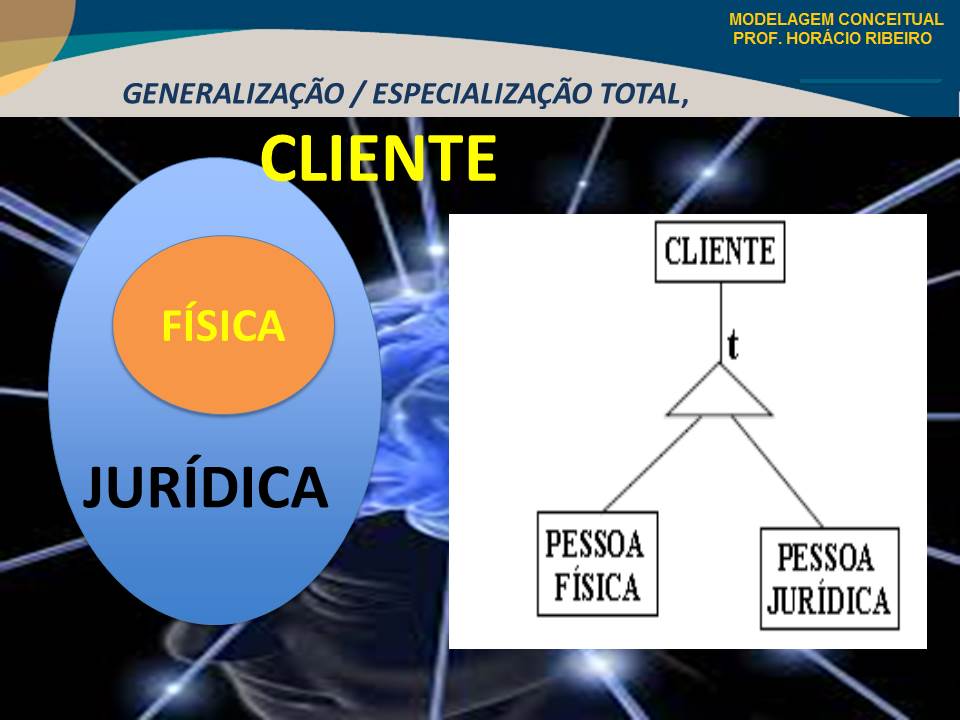 MODELAGEM CONCEITUAL
PROF. HORÁCIO RIBEIRO
GENERALIZAÇÃO / ESPECIALIZAÇÃO TOTAL,
CLIENTE
FÍSICA
JURÍDICA
CLIENTE
t
PESSOA
FÍSICA
PESSOA
JURÍDICA